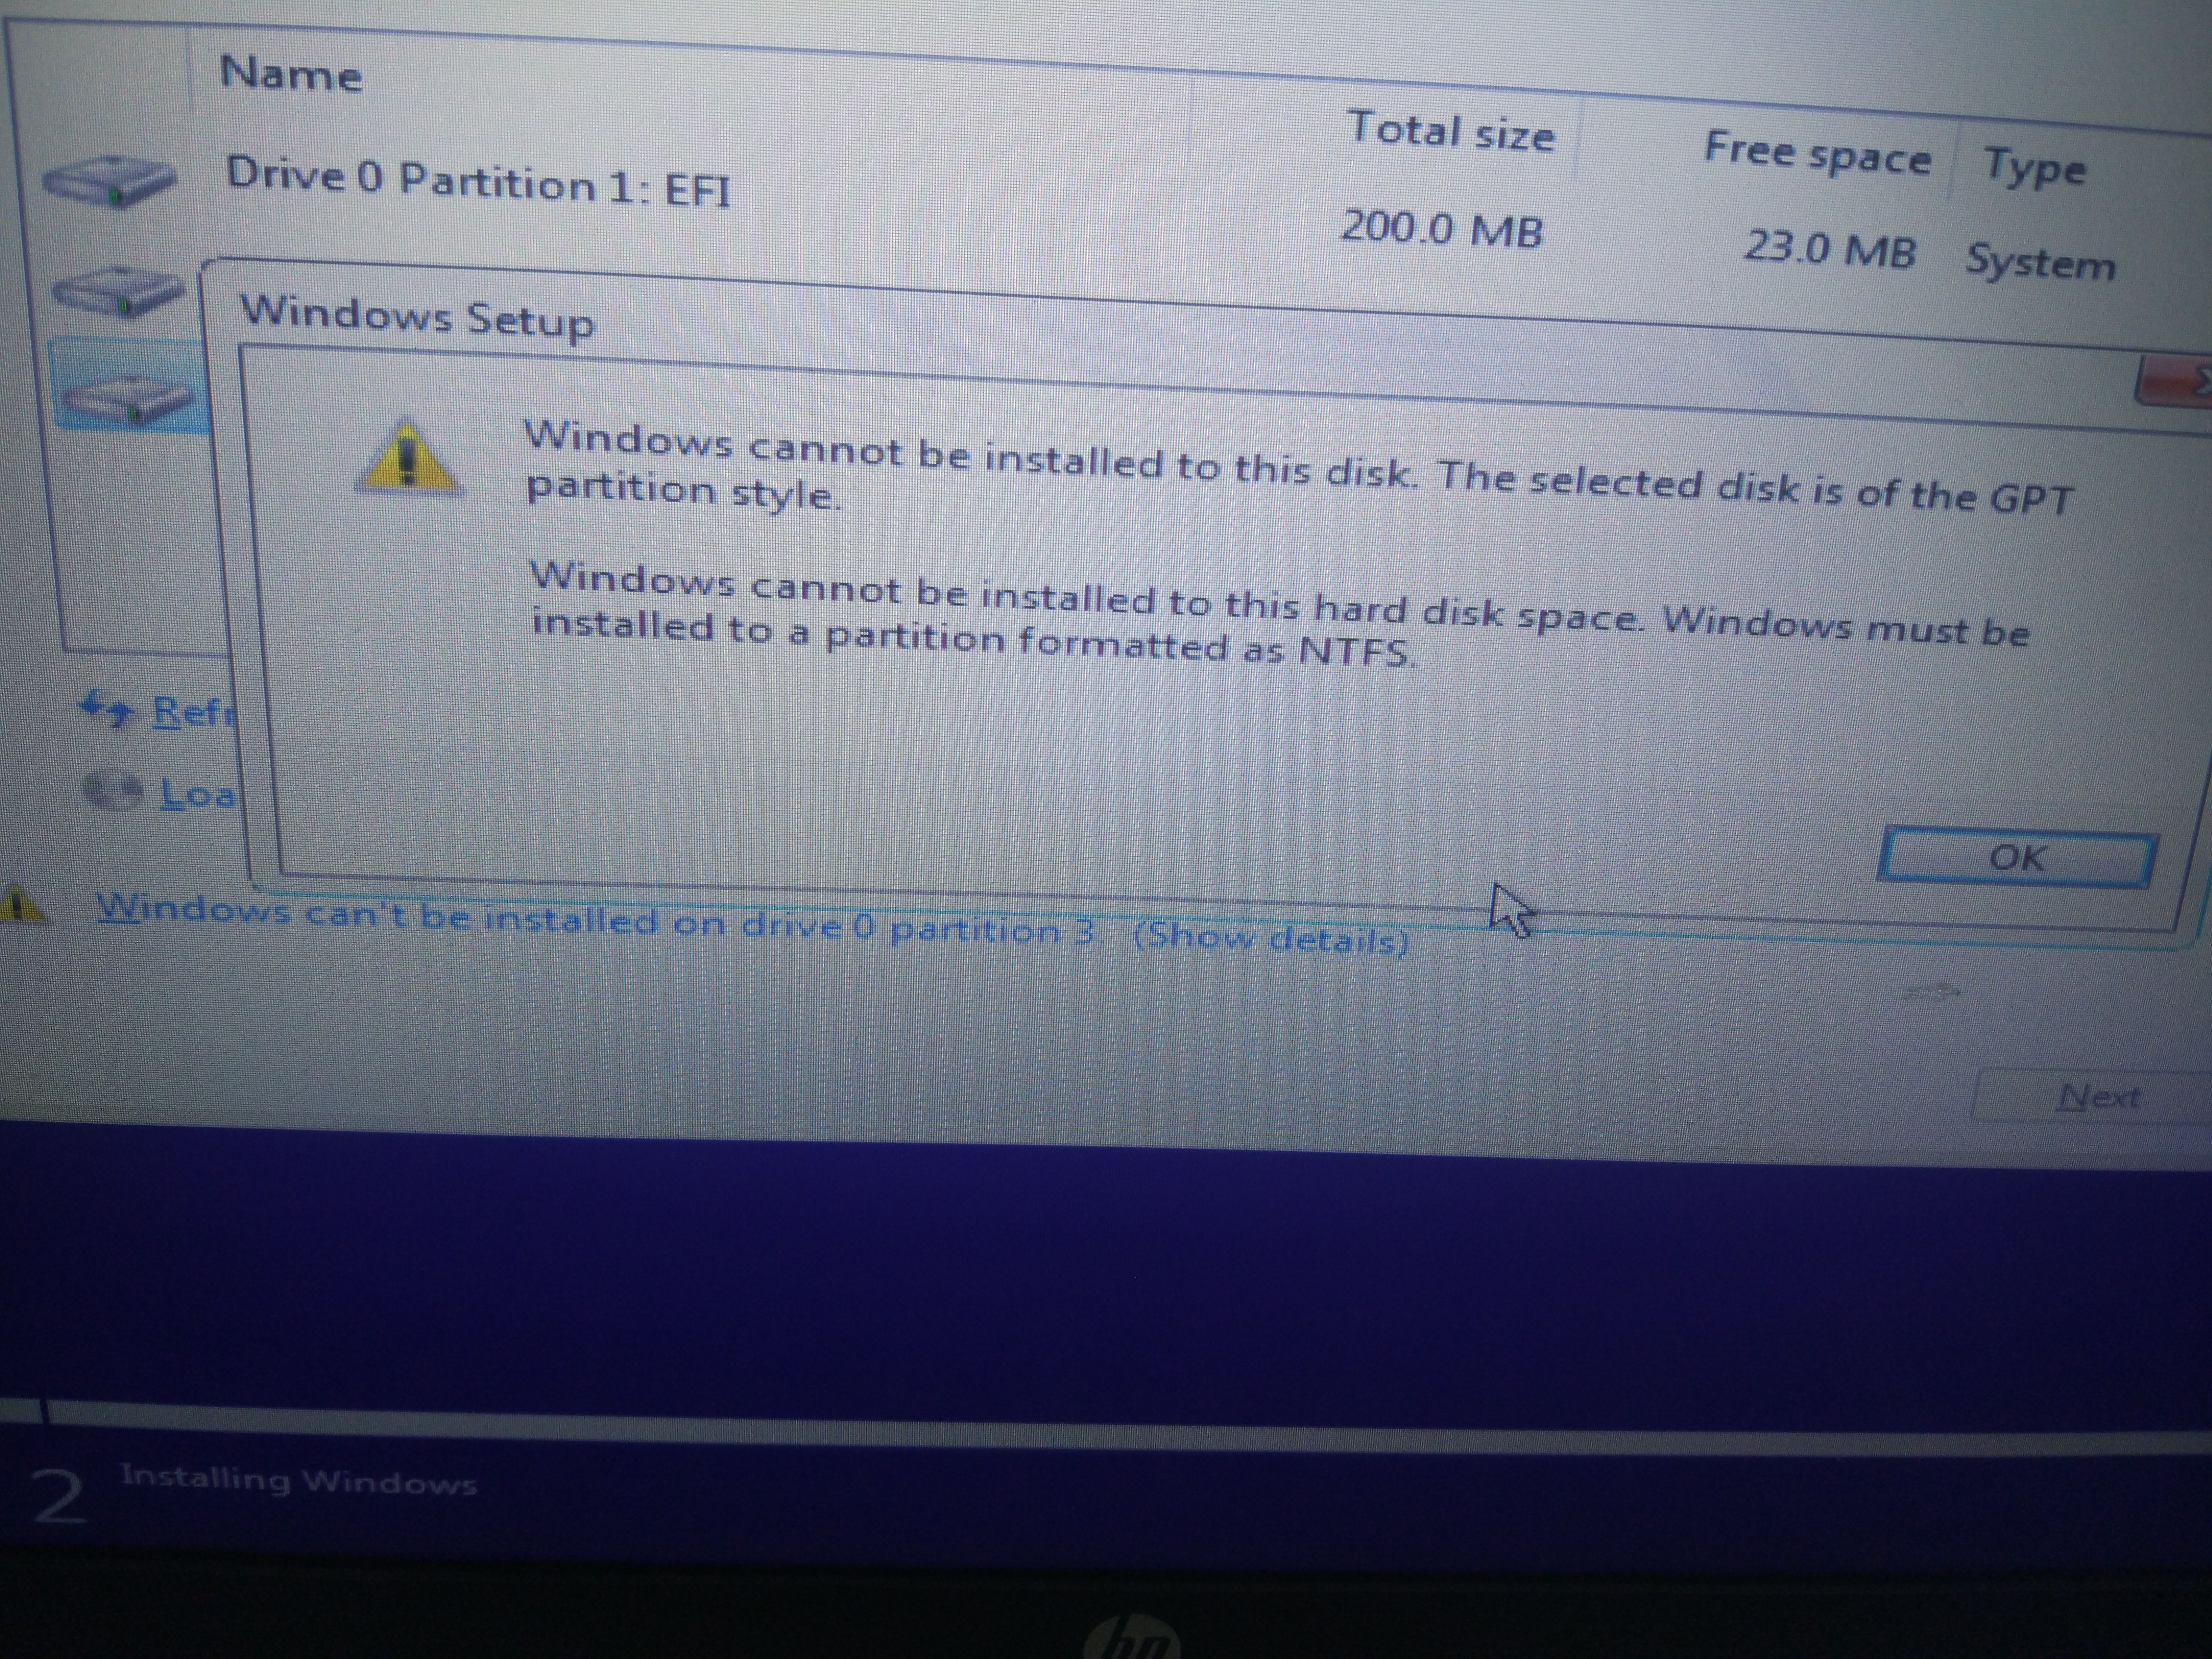 Name
Total size
Free space
Type
Drive 0 Partition 1: EFI
200.0 MB
23.0 MB
System
Windows Setup
Windows cannot be installed to this disk. The selected disk is of the GPT
partition style.
Windows cannot be installed to this hard disk space. Windows must be
installed to a partition formatted as NTFS.
Refr
Loa
OK
Windows can't be installed on drive 0 partition 3. (Show details)
Next
2 Installing Windows
hp